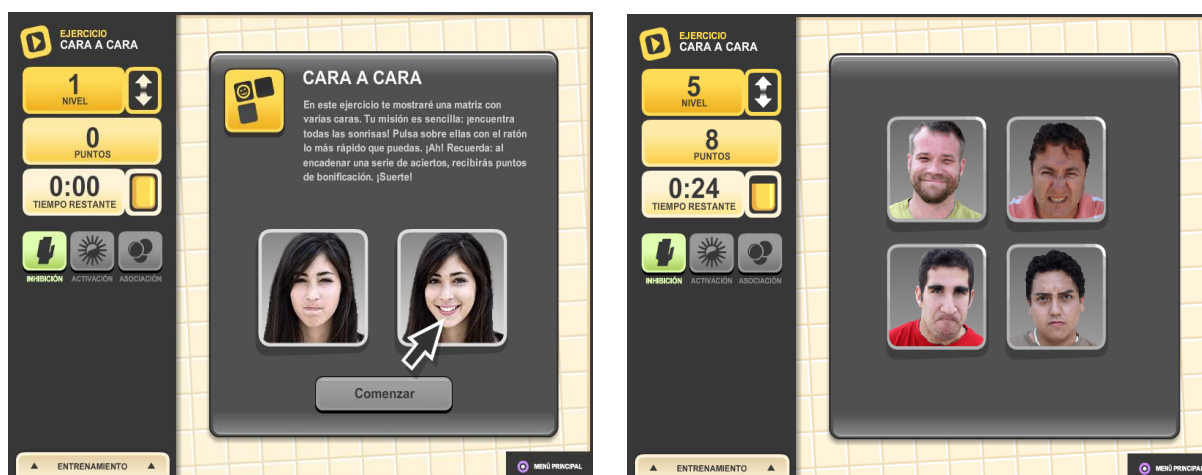 EJERCICIO
CARA A CARA
1
NIVEL
0
PUNTOS
0:00
TIEMPO RESTANTE
INHIBICIÓN ACTIVACIÓN ASOCIACIÓN
ENTRENAMIENTO
CARA A CARA
En este ejercicio te mostraré una matriz con
varias caras. Tu misión es sencilla: ¡encuentra
todas las sonrisas! Pulsa sobre ellas con el ratón
lo más rápido que puedas. ¡Ah! Recuerda: al
encadenar una serie de aciertos, recibirás puntos
de bonificación. ¡Suerte!
Comenzar
MENÚ PRINCIPAL
EJERCICIO
CARA A CARA
5
NIVEL
8
PUNTOS
0:24
TIEMPO RESTANTE
INHIBICIÓN ACTIVACIÓN ASOCIACIÓN
ENTRENAMIENTO
MENÚ PRINCIPAL